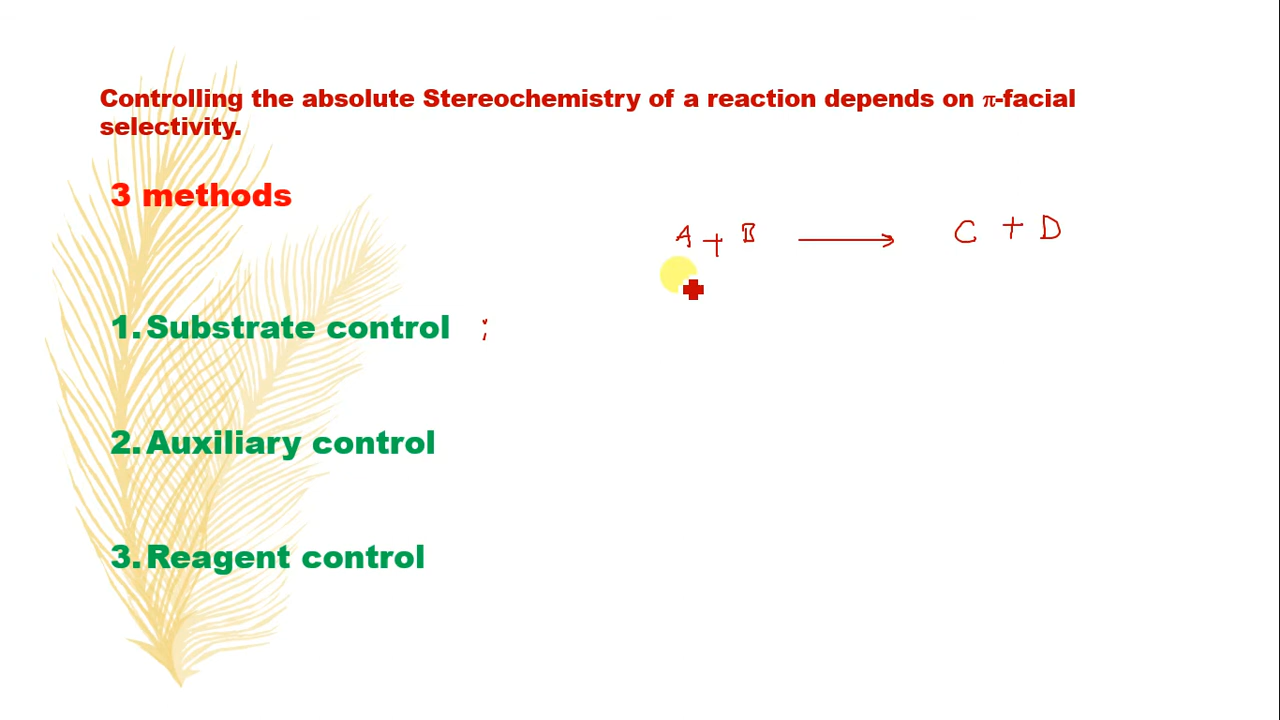 Controlling the absolute Stereochemistry of a reaction depends on π-facial
selectivity.
3 methods
A + B ⟶ C + D
1. Substrate control :
2. Auxiliary control
3. Reagent control